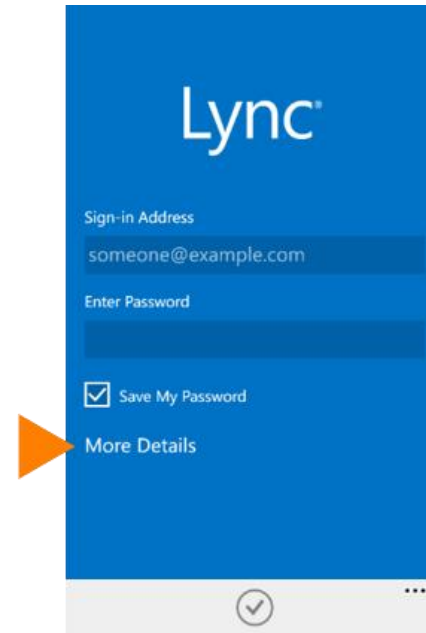 Lync®
Sign-in Address
someone@example.com
Enter Password
Save My Password
More Details